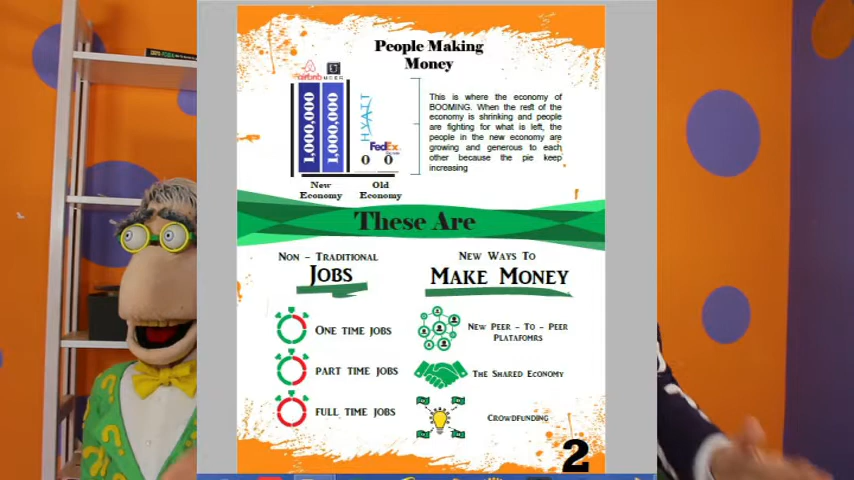 People Making
Money
airbnb UBER
1,000,000 1,000,000
HYATT
FedEx
0 0
New
Economy
Old
Economy
This is where the economy of
BOOMING. When the rest of the
economy is shrinking and people
are fighting for what is left, the
people in the new economy are
growing and generous to each
other because the pie keep
increasing
These Are
Non - Traditional
Jobs
New Ways To
Make Money
One time jobs
part time jobs
full time jobs
New Peer - To - Peer
Platafomrs
The Shared Economy
Crowdfunding
2